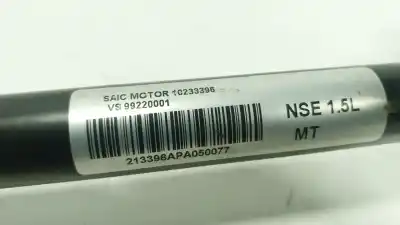 SAIC MOTOR 10233396
VS 99220001
213396APA050077
NSE 1.5L
MT